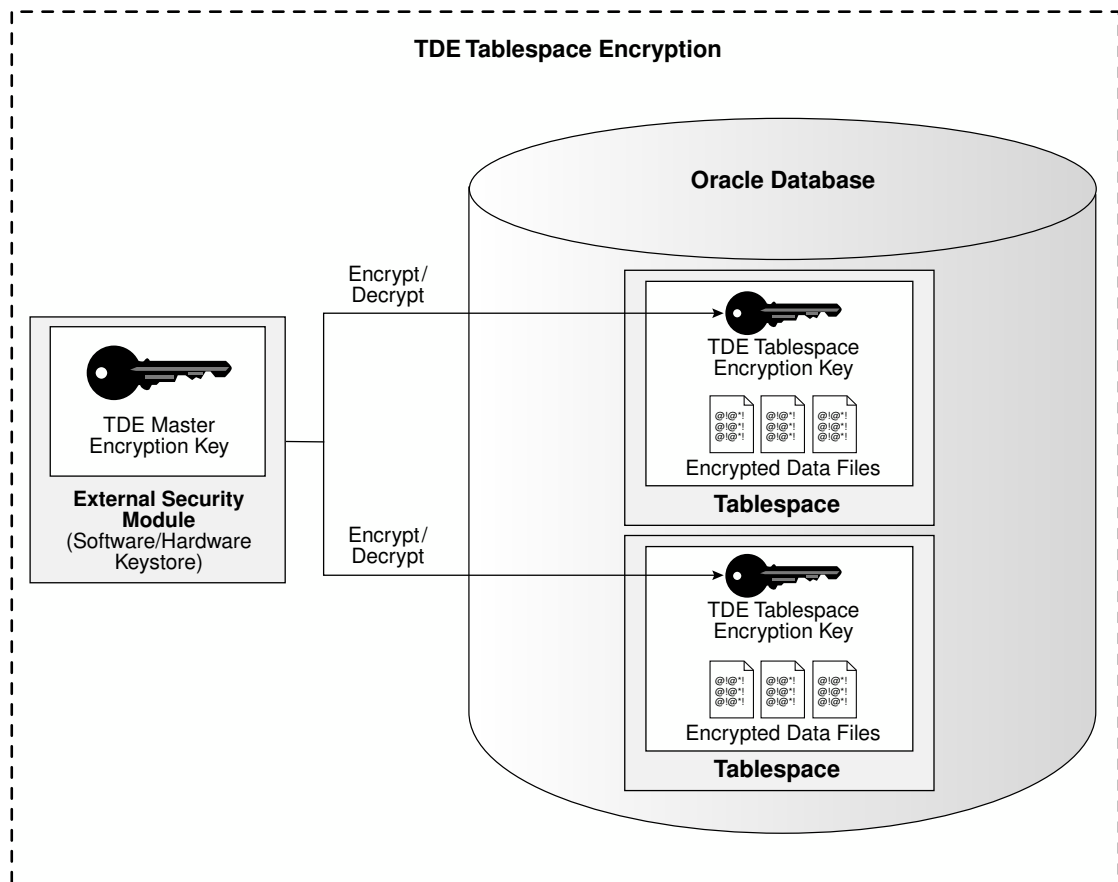 TDE Tablespace Encryption
Oracle Database
Encrypt/
Decrypt
TDE Master
Encryption Key
External Security
Module
(Software/Hardware
Keystore)
TDE Tablespace
Encryption Key
@!@*!
@!@*!
@!@*!
@!@*!
@!@*!
@!@*!
@!@*!
@!@*!
@!@*!
Encrypted Data Files
Tablespace
Encrypt/
Decrypt
TDE Tablespace
Encryption Key
@!@*!
@!@*!
@!@*!
@!@*!
@!@*!
@!@*!
@!@*!
@!@*!
@!@*!
Encrypted Data Files
Tablespace